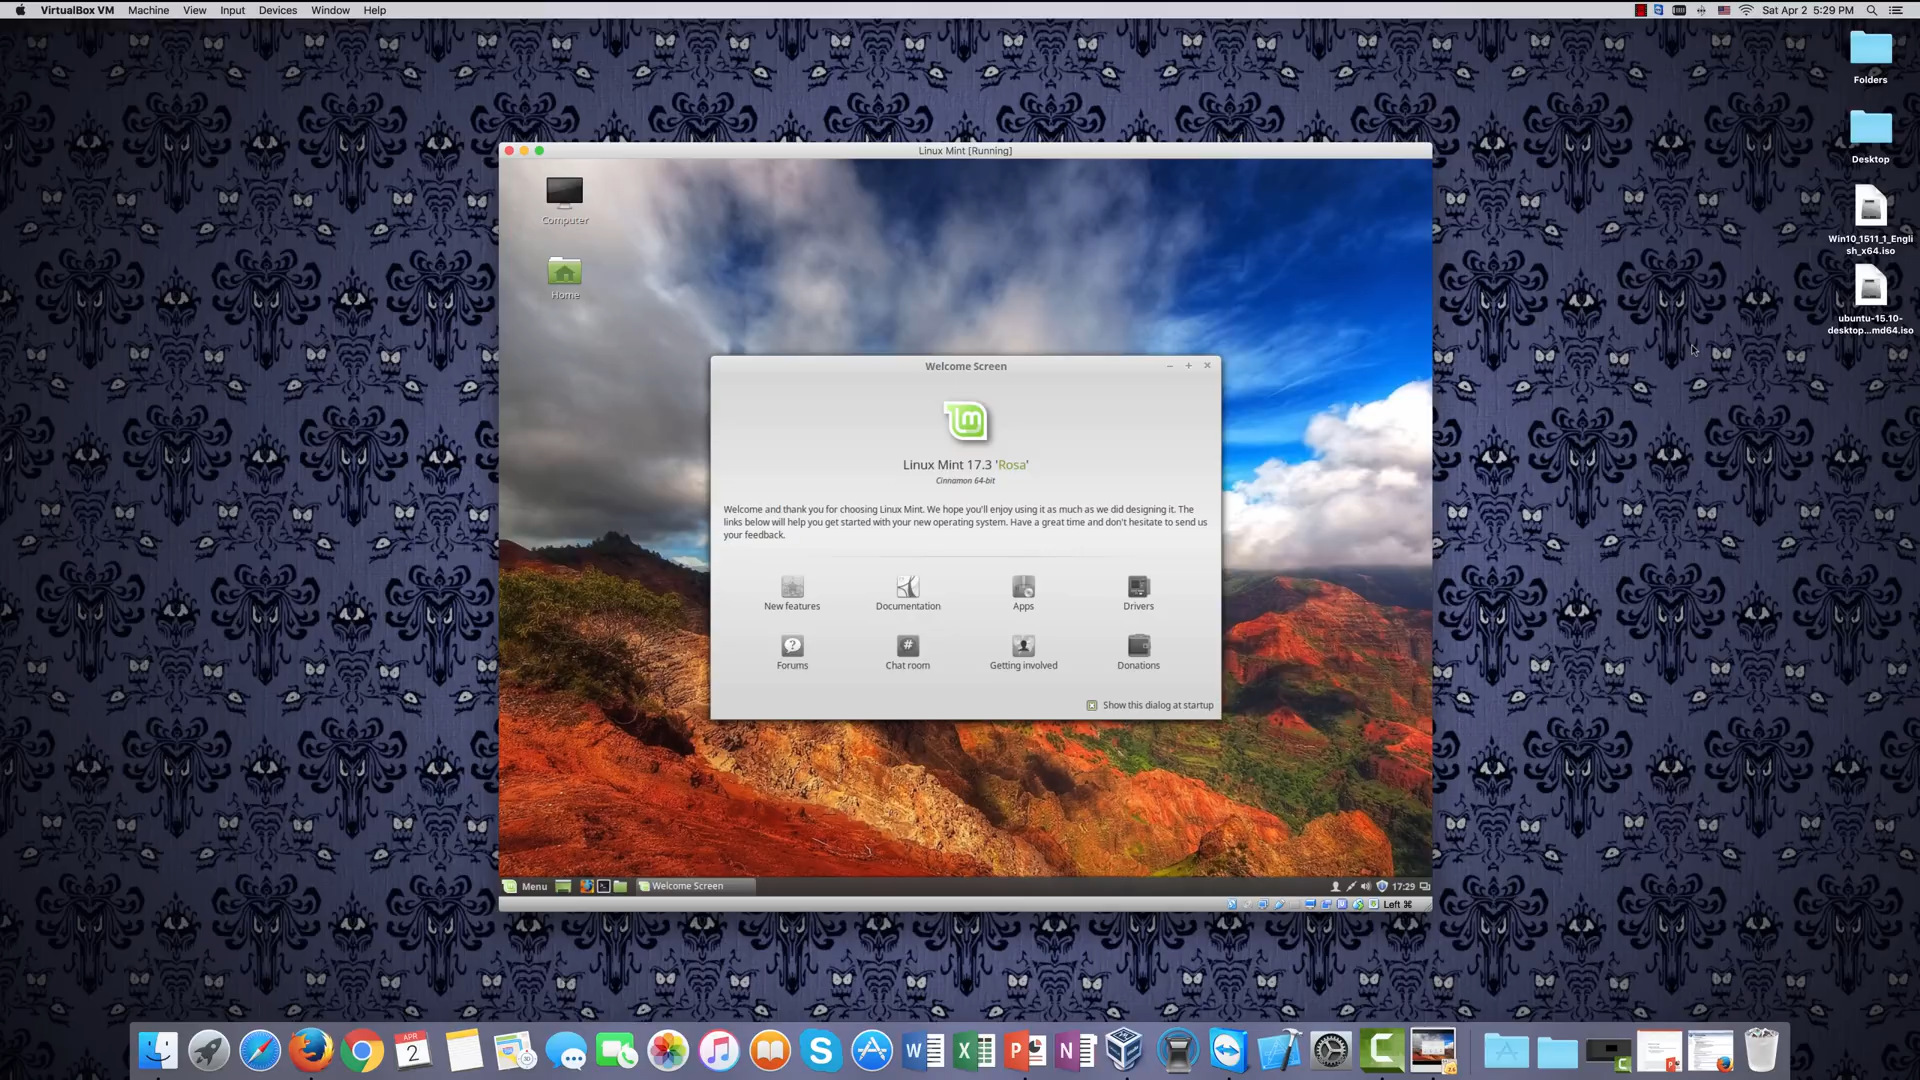 VirtualBox VM Machine View Input Devices Window Help
Sat Apr 2 5:29 PM
Folders
Desktop
Win10_1511_1_Engli
sh_x64.iso
ubuntu-15.10-
desktop...md64.iso
Linux Mint [Running]
Computer
Home
Welcome Screen
lm
Linux Mint 17.3 'Rosa'
Cinnamon 64-bit
Welcome and thank you for choosing Linux Mint. We hope you'll enjoy using it as much as we did designing it. The
links below will help you get started with your new operating system. Have a great time and don't hesitate to send us
your feedback.
New features Documentation Apps Drivers
Forums Chat room Getting involved Donations
Show this dialog at startup
Menu Welcome Screen 17:29
Left ⌘
APR
2